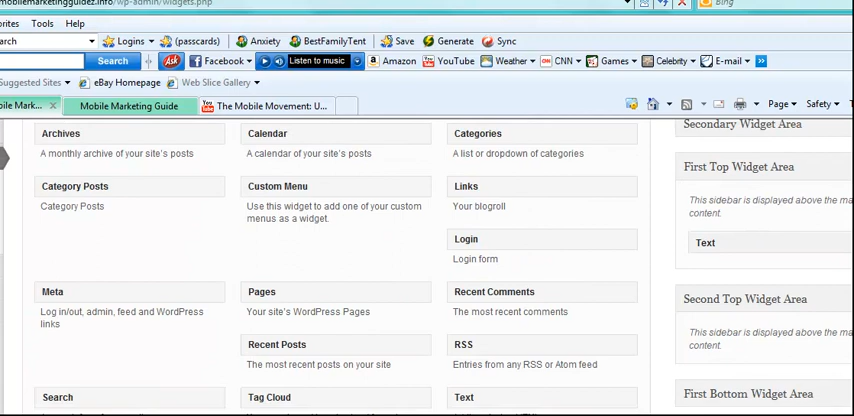 mobilemarketingguidez.info/wp-admin/widgets.php
Bing
orites Tools Help
arch Logins (passcards) Anxiety BestFamilyTent Save Generate Sync
Search Ask Facebook Listen to music Amazon YouTube Weather CNN Games Celebrity E-mail
Suggested Sites eBay Homepage Web Slice Gallery
bile Mark... Mobile Marketing Guide You Tube The Mobile Movement: U...
Page Safety T
Archives
A monthly archive of your site's posts
Calendar
A calendar of your site's posts
Categories
A list or dropdown of categories
Category Posts
Category Posts
Custom Menu
Use this widget to add one of your custom
menus as a widget.
Links
Your blogroll
Login
Login form
Meta
Log in/out, admin, feed and WordPress
links
Pages
Your site's WordPress Pages
Recent Comments
The most recent comments
Recent Posts
The most recent posts on your site
RSS
Entries from any RSS or Atom feed
Search
Tag Cloud
Text
Secondary Widget Area
First Top Widget Area
This sidebar is displayed above the ma
content.
Text
Second Top Widget Area
This sidebar is displayed above the ma
content.
First Bottom Widget Area